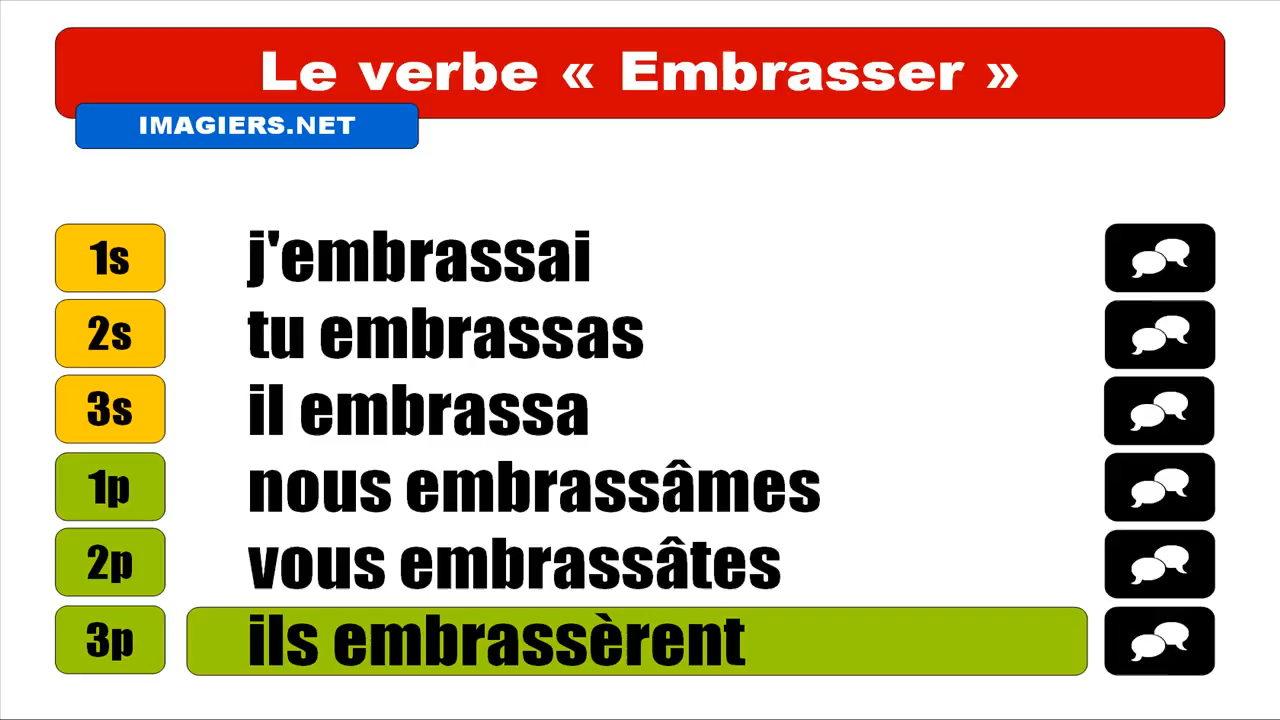 Le verbe « Embrasser »
IMAGIERS.NET
1s j'embrassai
2s tu embrassas
3s il embrassa
1p nous embrassâmes
2p vous embrassâtes
3p ils embrassèrent